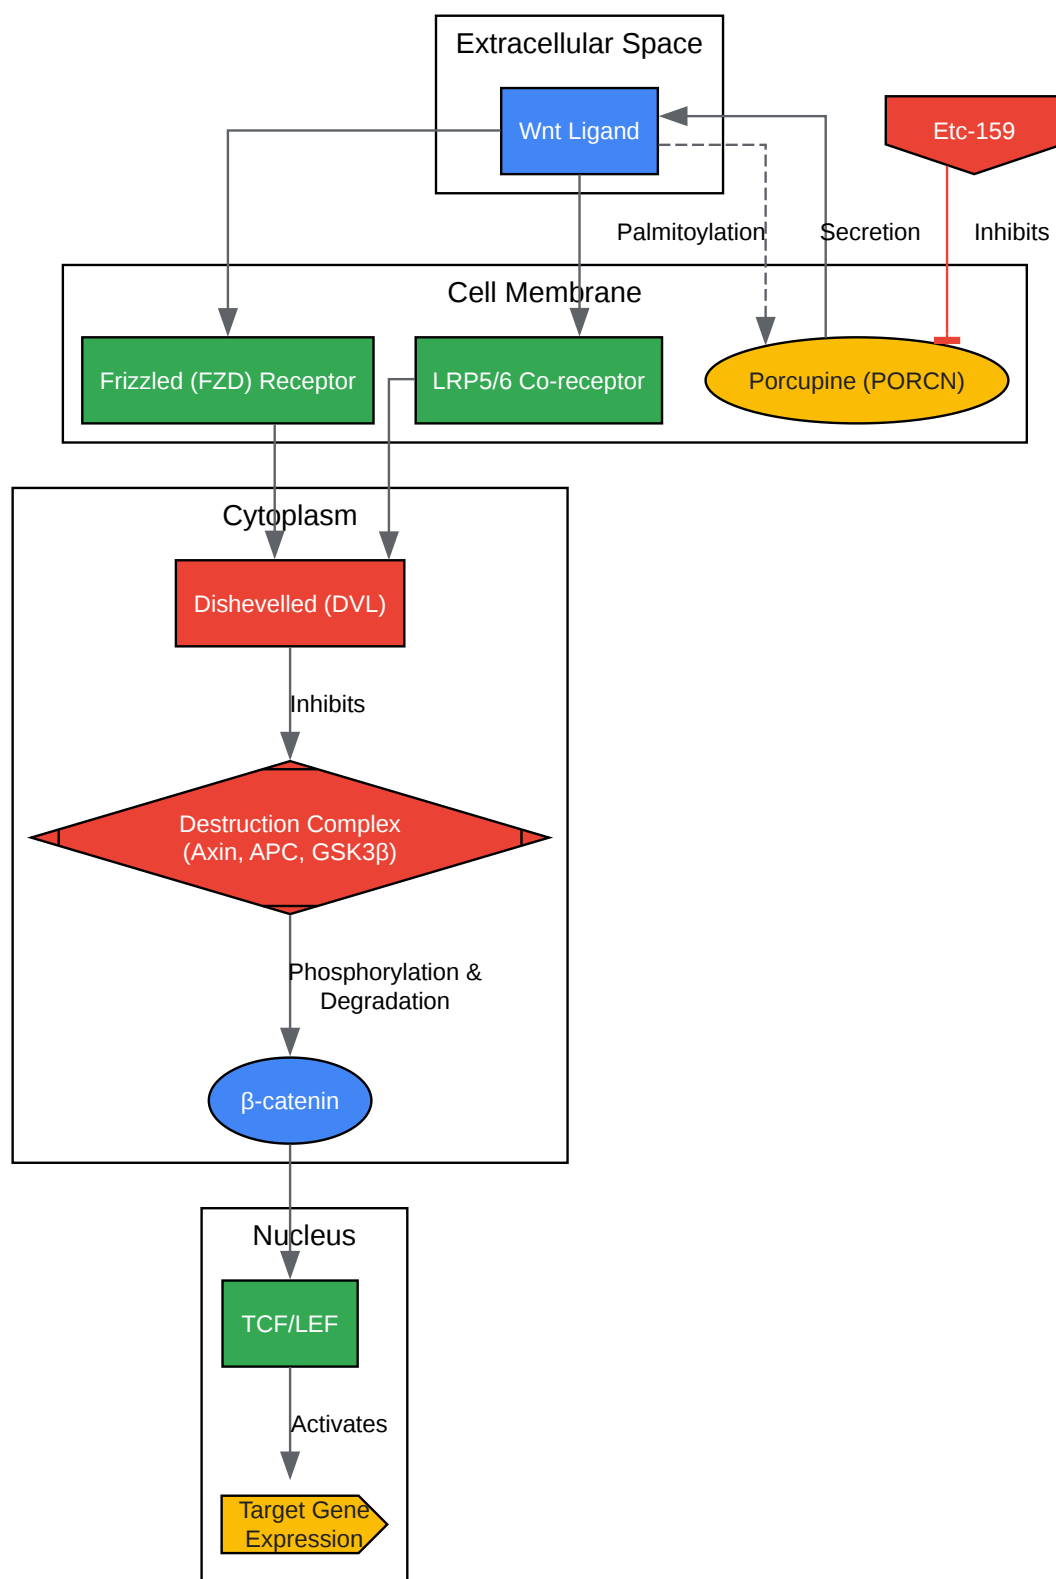 Extracellular Space
Wnt Ligand
Etc-159
Palmitoylation
Secretion
Inhibits
Cell Membrane
Frizzled (FZD) Receptor
LRP5/6 Co-receptor
Porcupine (PORCN)
Cytoplasm
Dishevelled (DVL)
Inhibits
Destruction Complex
(Axin, APC, GSK3β)
Phosphorylation &
Degradation
β-catenin
Nucleus
TCF/LEF
Activates
Target Gene
Expression